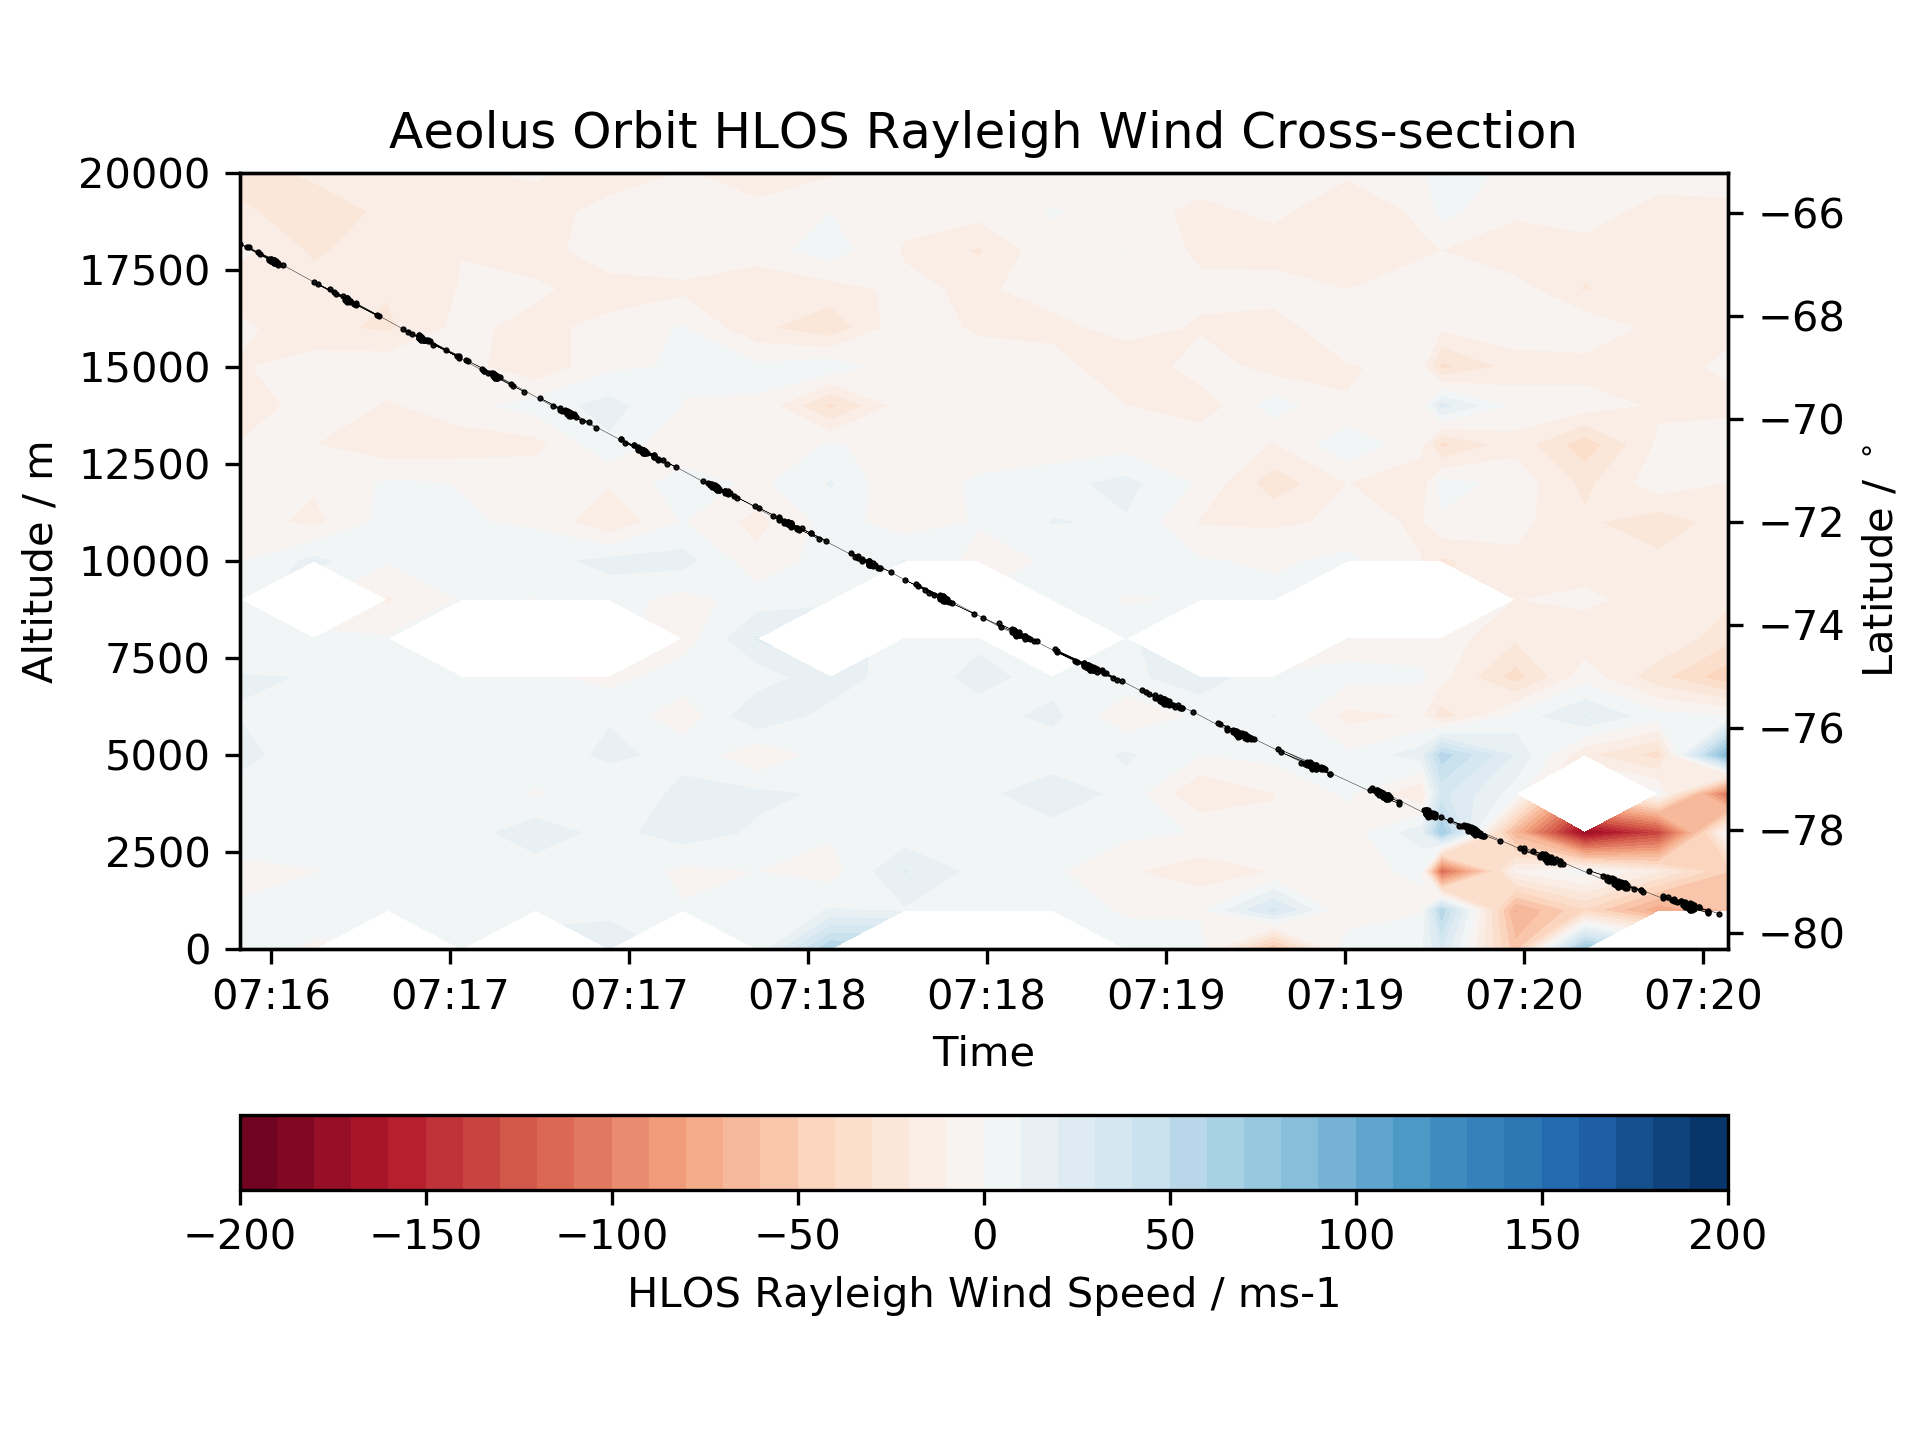 Aeolus Orbit HLOS Rayleigh Wind Cross-section
20000
17500
15000
12500
10000
7500
5000
2500
0
Altitude / m
−66
−68
−70
−72
−74
−76
−78
−80
Latitude / °
07:16 07:17 07:17 07:18 07:18 07:19 07:19 07:20 07:20
Time
−200 −150 −100 −50 0 50 100 150 200
HLOS Rayleigh Wind Speed / ms-1